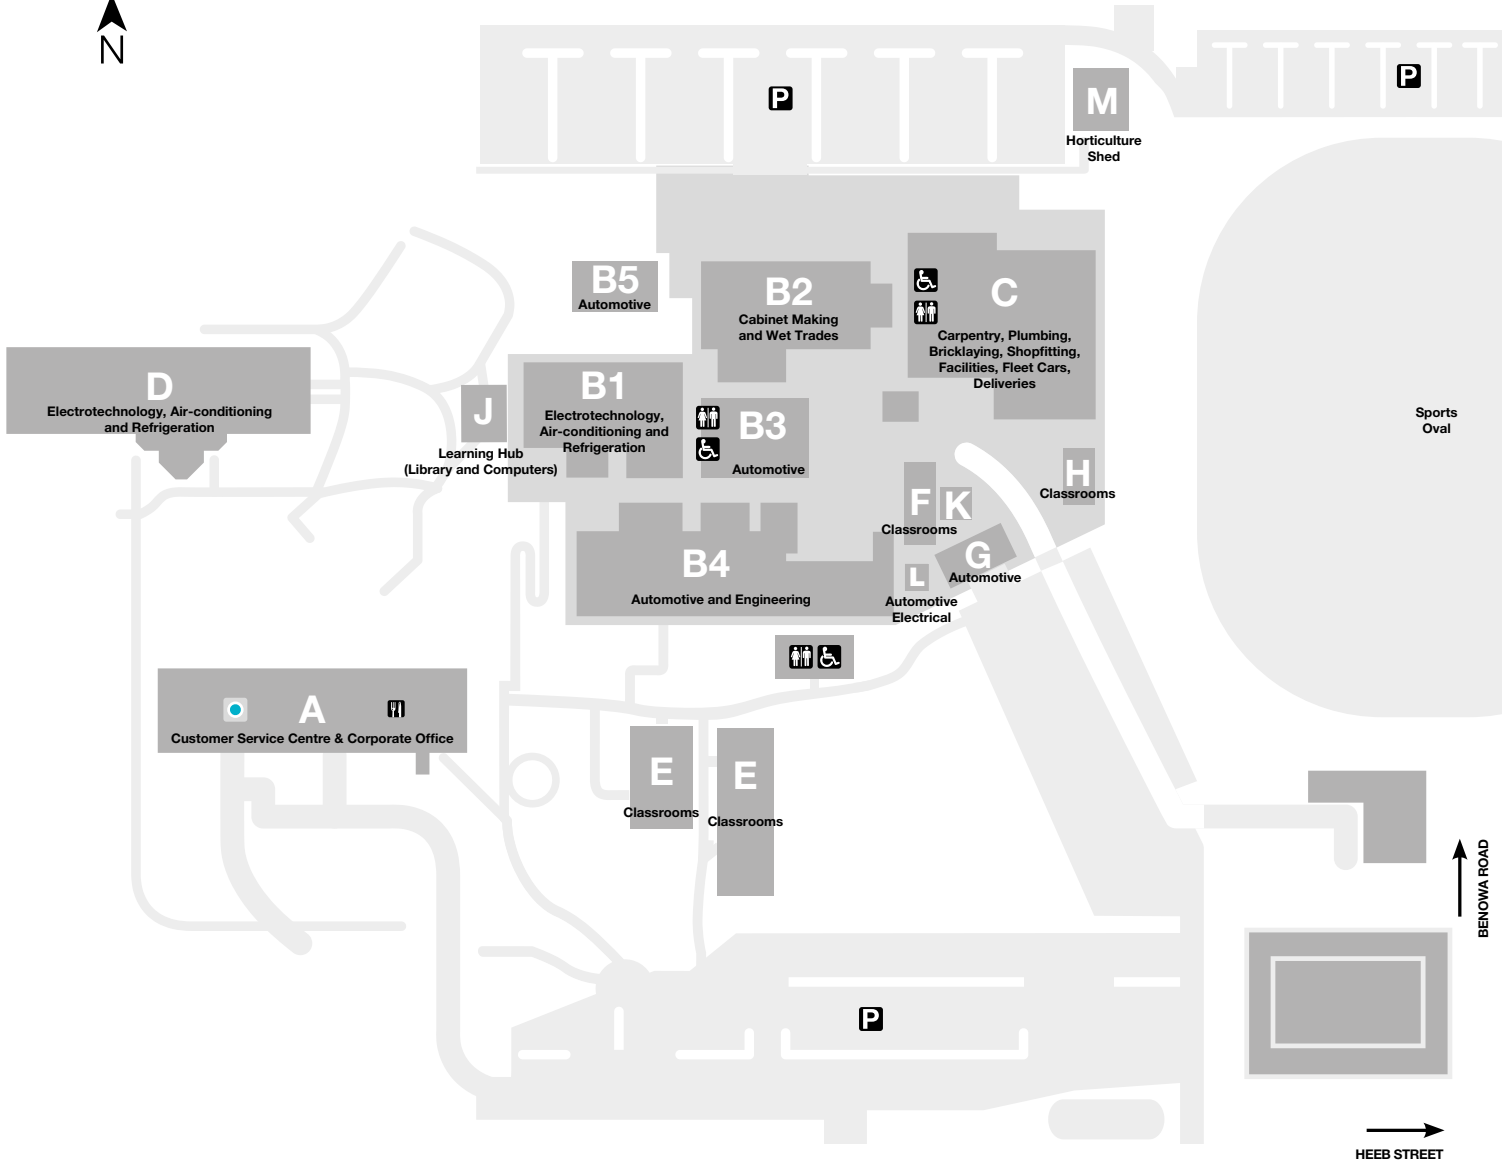 N
P
P
M
Horticulture
Shed
B5
Automotive
B2
Cabinet Making
and Wet Trades
C
Carpentry, Plumbing,
Bricklaying, Shopfitting,
Facilities, Fleet Cars,
Deliveries
D
Electrotechnology, Air-conditioning
and Refrigeration
J
Learning Hub
(Library and Computers)
B1
Electrotechnology,
Air-conditioning and
Refrigeration
B3
Automotive
Sports
Oval
H
Classrooms
F
Classrooms
K
G
Automotive
L
Automotive
Electrical
B4
Automotive and Engineering
A
Customer Service Centre & Corporate Office
E
Classrooms
E
Classrooms
P
BENOWA ROAD
HEEB STREET